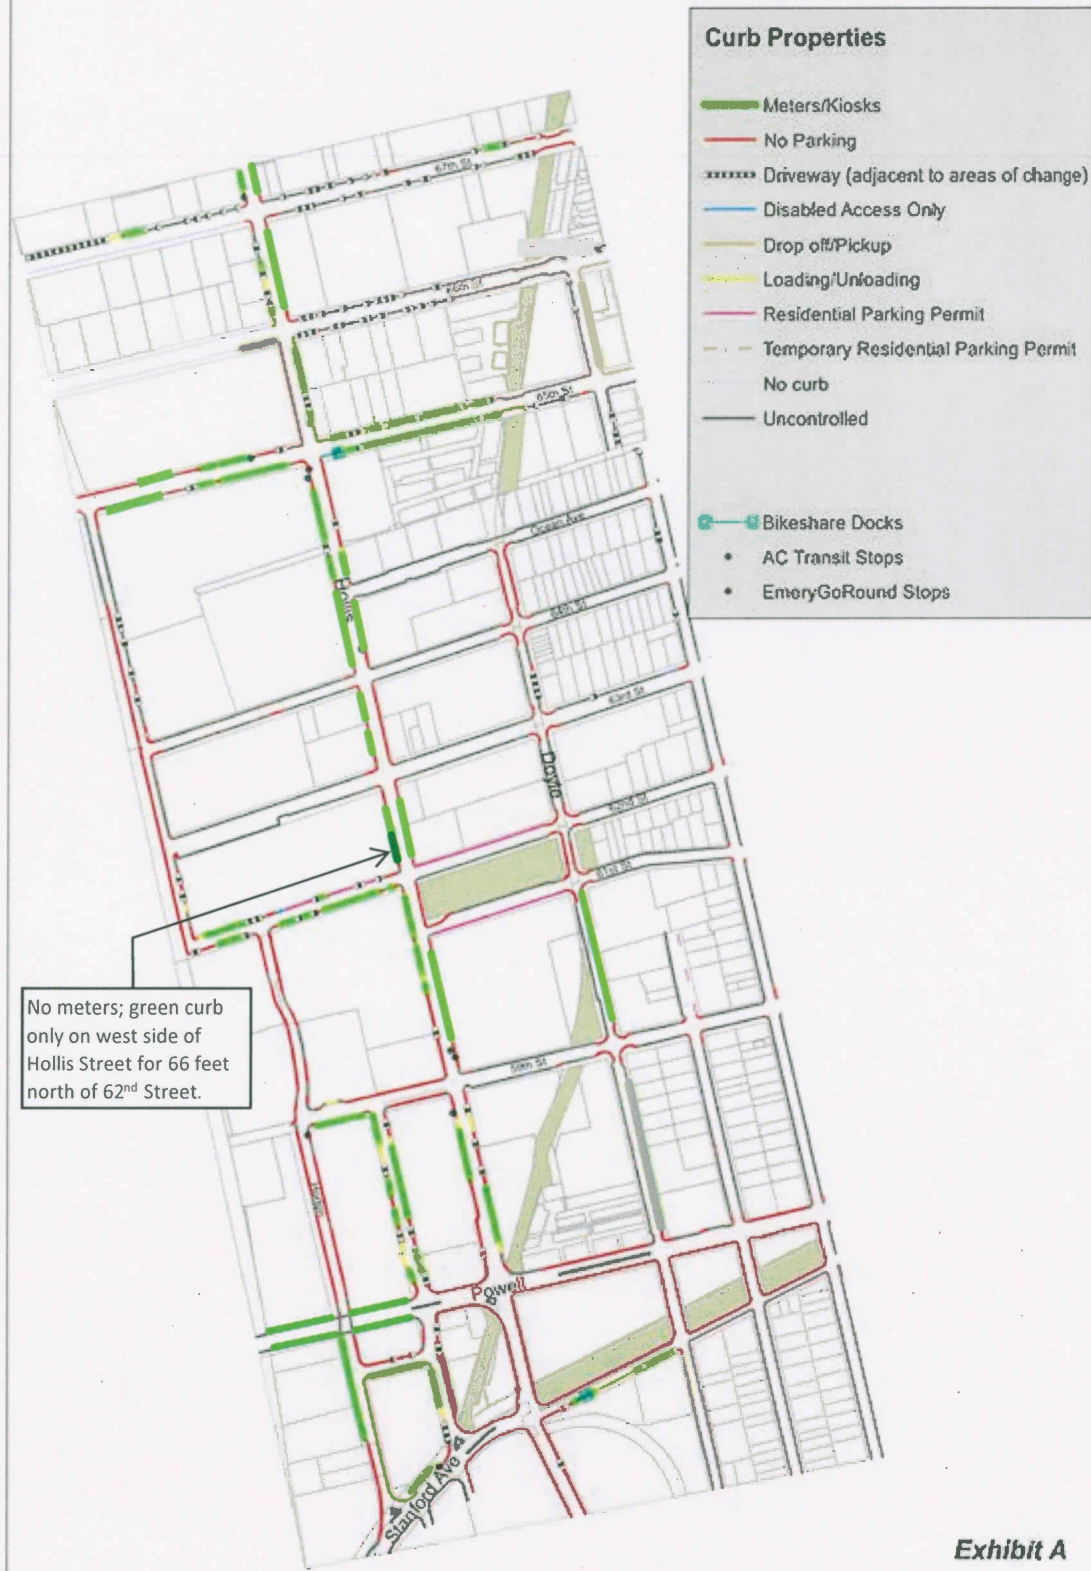 Curb Properties
Meters/Kiosks
No Parking
Driveway (adjacent to areas of change)
Disabled Access Only
Drop off/Pickup
Loading/Unloading
Residential Parking Permit
Temporary Residential Parking Permit
No curb
Uncontrolled
Bikeshare Docks
AC Transit Stops
EmeryGoRound Stops
67th St
66th St
65th St
Ocean Ave
Hollis
64th St
63rd St
Doyle
62nd St
61st St
No meters; green curb
only on west side of
Hollis Street for 66 feet
north of 62nd Street.
59th St
Powell
Stanford Ave
Exhibit A